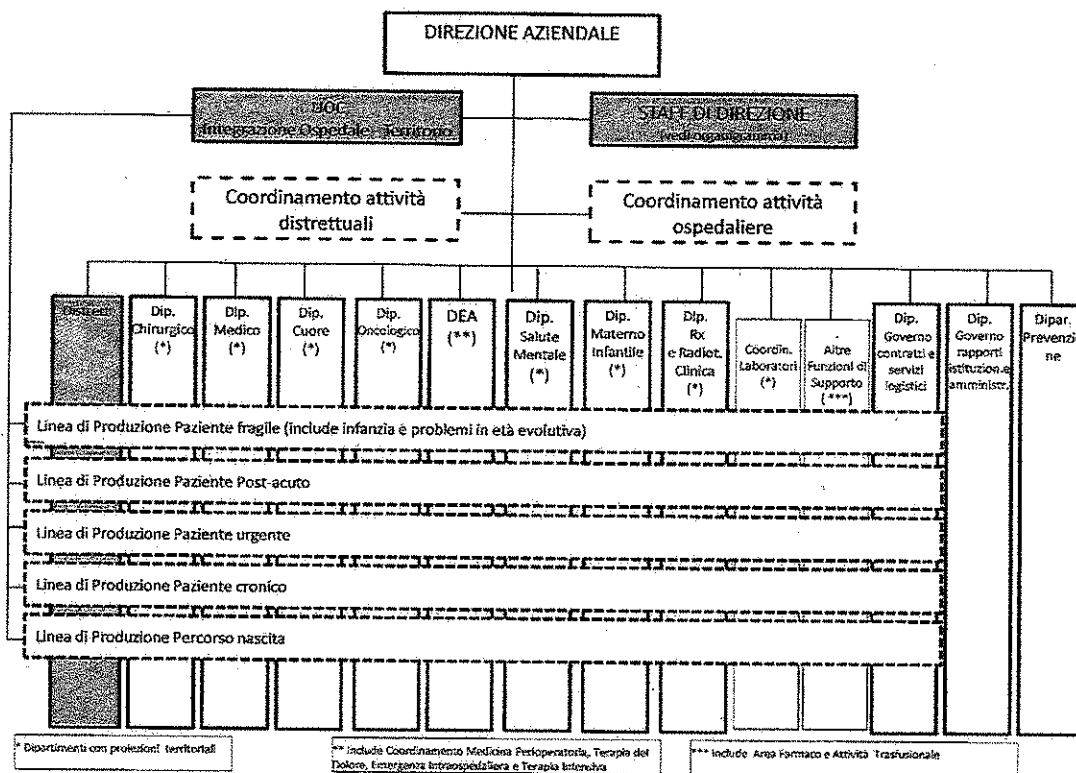 DIREZIONE AZIENDALE
UOC
Integrazione Ospedale - Territorio
STAFF DI DIREZIONE
(vedi organigramma)
Coordinamento attività
distrettuali
Coordinamento attività
ospedaliere
Distretti
Dip.
Chirurgico
(*)
Dip.
Medico
(*)
Dip.
Cuore
(*)
Dip.
Oncologico
(*)
DEA
(**)
Dip.
Salute
Mentale
(*)
Dip.
Materno
Infantile
(*)
Dip.
Rx
e Radiot.
Clinica
(*)
Coordin.
Laboratori
(*)
Altre
Funzioni di
Supporto
(***)
Dip.
Governo
contratti e
servizi
logistici
Dip.
Governo
rapporti
istituzion.e
amministr.
Dipar.
Prevenzio
ne
Linea di Produzione Paziente fragile (include infanzia e problemi in età evolutiva)
Linea di Produzione Paziente Post-acuto
Linea di Produzione Paziente urgente
Linea di Produzione Paziente cronico
Linea di Produzione Percorso nascita
* Dipartimenti con proiezioni territoriali
** Include Coordinamento Medicina Perioperatoria, Terapia del
Dolore, Emergenza Intraospedaliera e Terapia Intensiva
*** Include Area Farmaco e Attività Trasfusionale